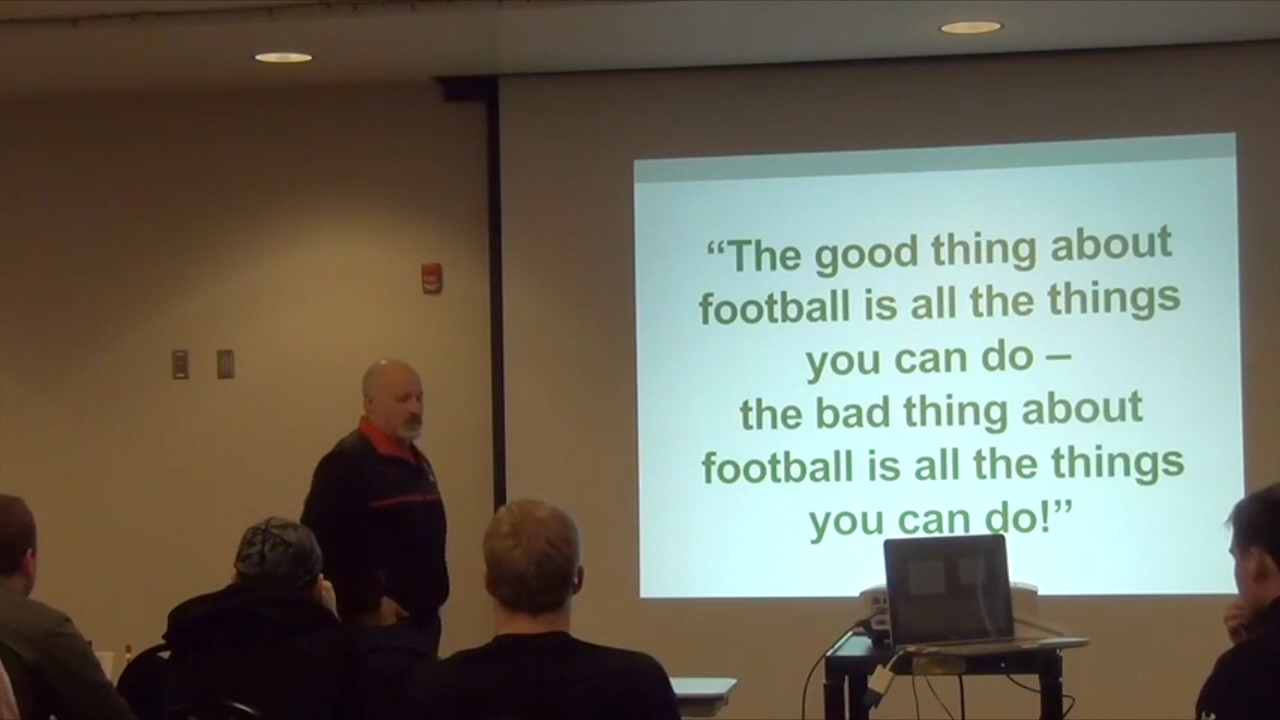 “The good thing about
football is all the things
you can do –
the bad thing about
football is all the things
you can do!”